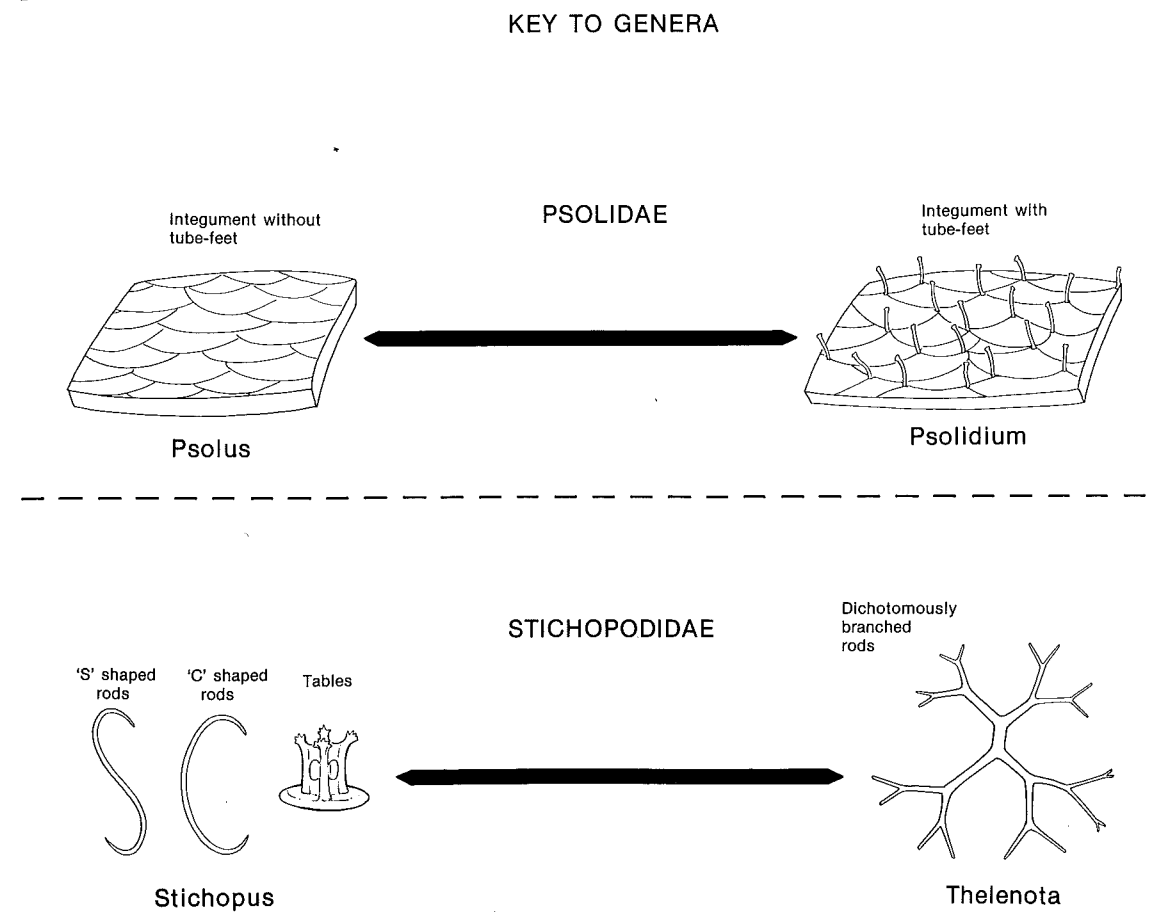 KEY TO GENERA
PSOLIDAE
Integument without
tube-feet
Integument with
tube-feet
Psolus
Psolidium
STICHOPODIDAE
'S' shaped
rods
'C' shaped
rods
Tables
Dichotomously
branched
rods
Stichopus
Thelenota